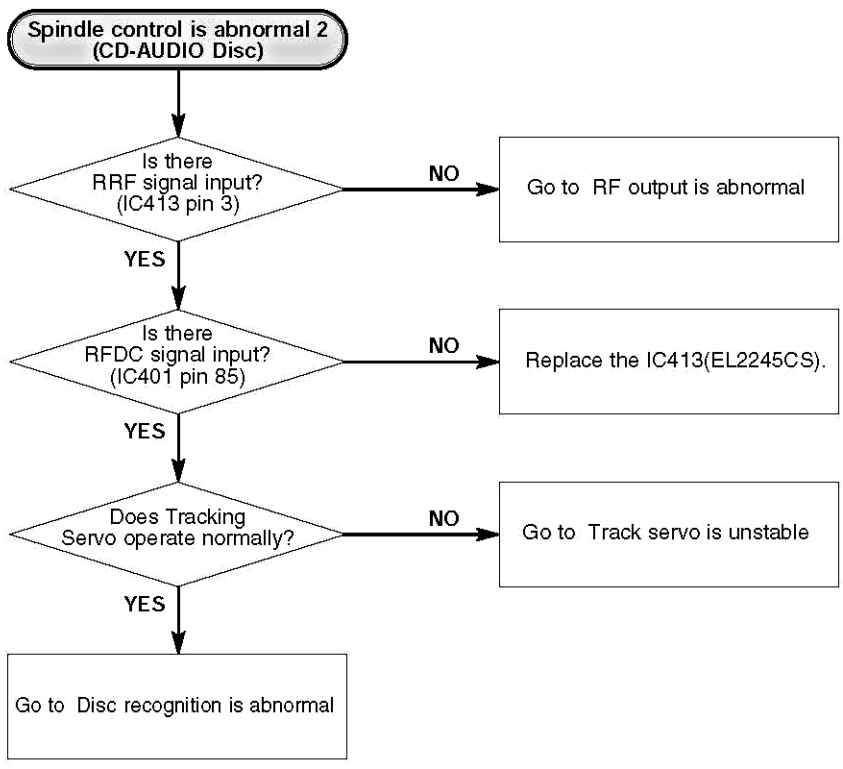 Spindle control is abnormal 2
(CD-AUDIO Disc)
Is there
RRF signal input?
(IC413 pin 3)
NO
Go to RF output is abnormal
YES
Is there
RFDC signal input?
(IC401 pin 85)
NO
Replace the IC413(EL2245CS).
YES
Does Tracking
Servo operate normally?
NO
Go to Track servo is unstable
YES
Go to Disc recognition is abnormal